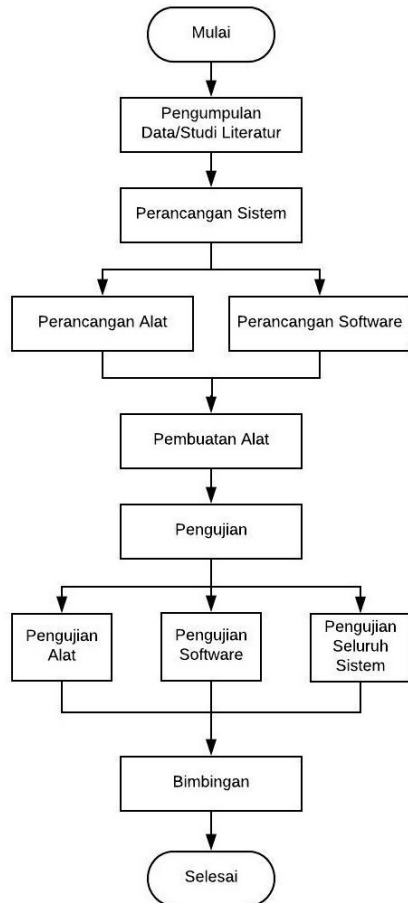 Mulai
Pengumpulan
Data/Studi Literatur
Perancangan Sistem
Perancangan Alat
Perancangan Software
Pembuatan Alat
Pengujian
Pengujian
Alat
Pengujian
Software
Pengujian
Seluruh
Sistem
Bimbingan
Selesai